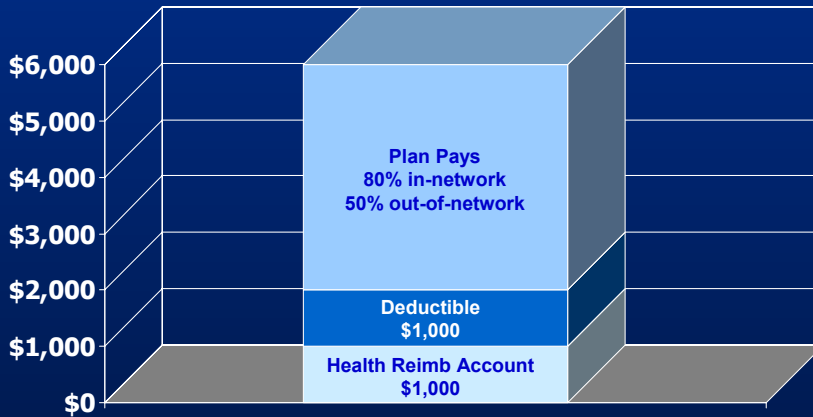 $6,000
$5,000
$4,000
$3,000
$2,000
$1,000
$0
Plan Pays
80% in-network
50% out-of-network
Deductible
$1,000
Health Reimb Account
$1,000